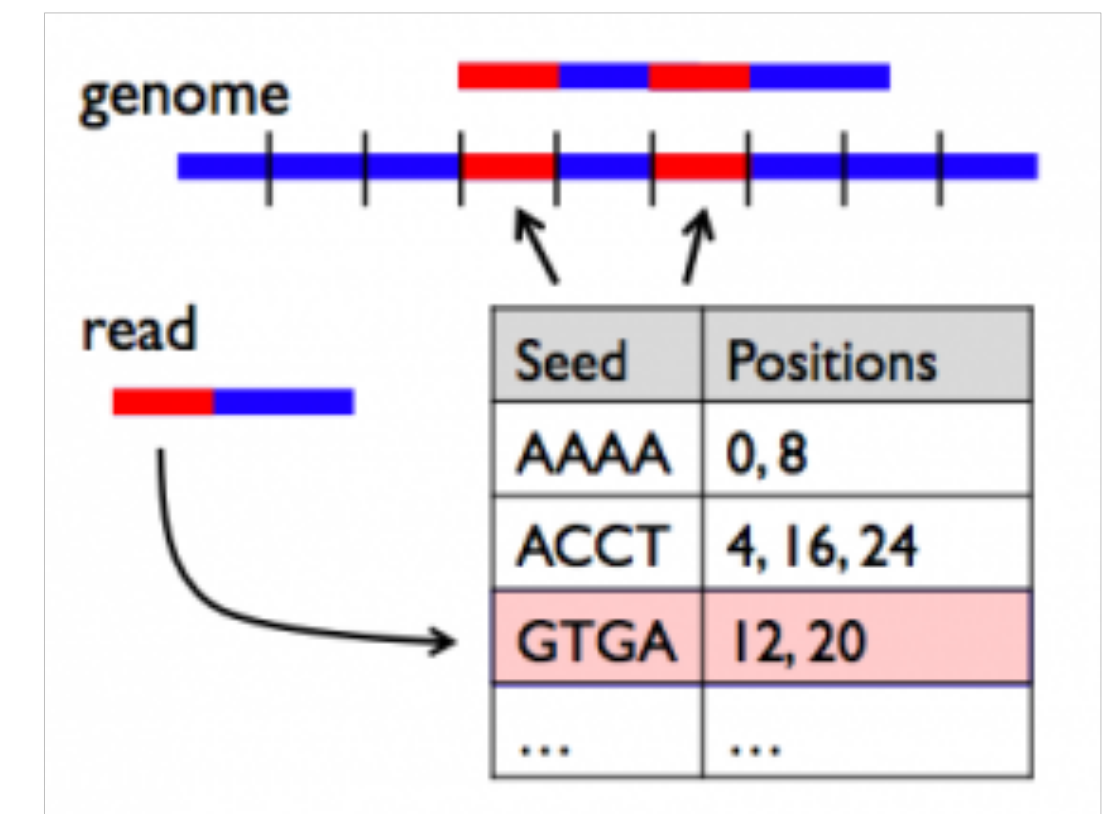 genome
read
Seed Positions
AAAA 0, 8
ACCT 4, 16, 24
GTGA 12, 20
... ...